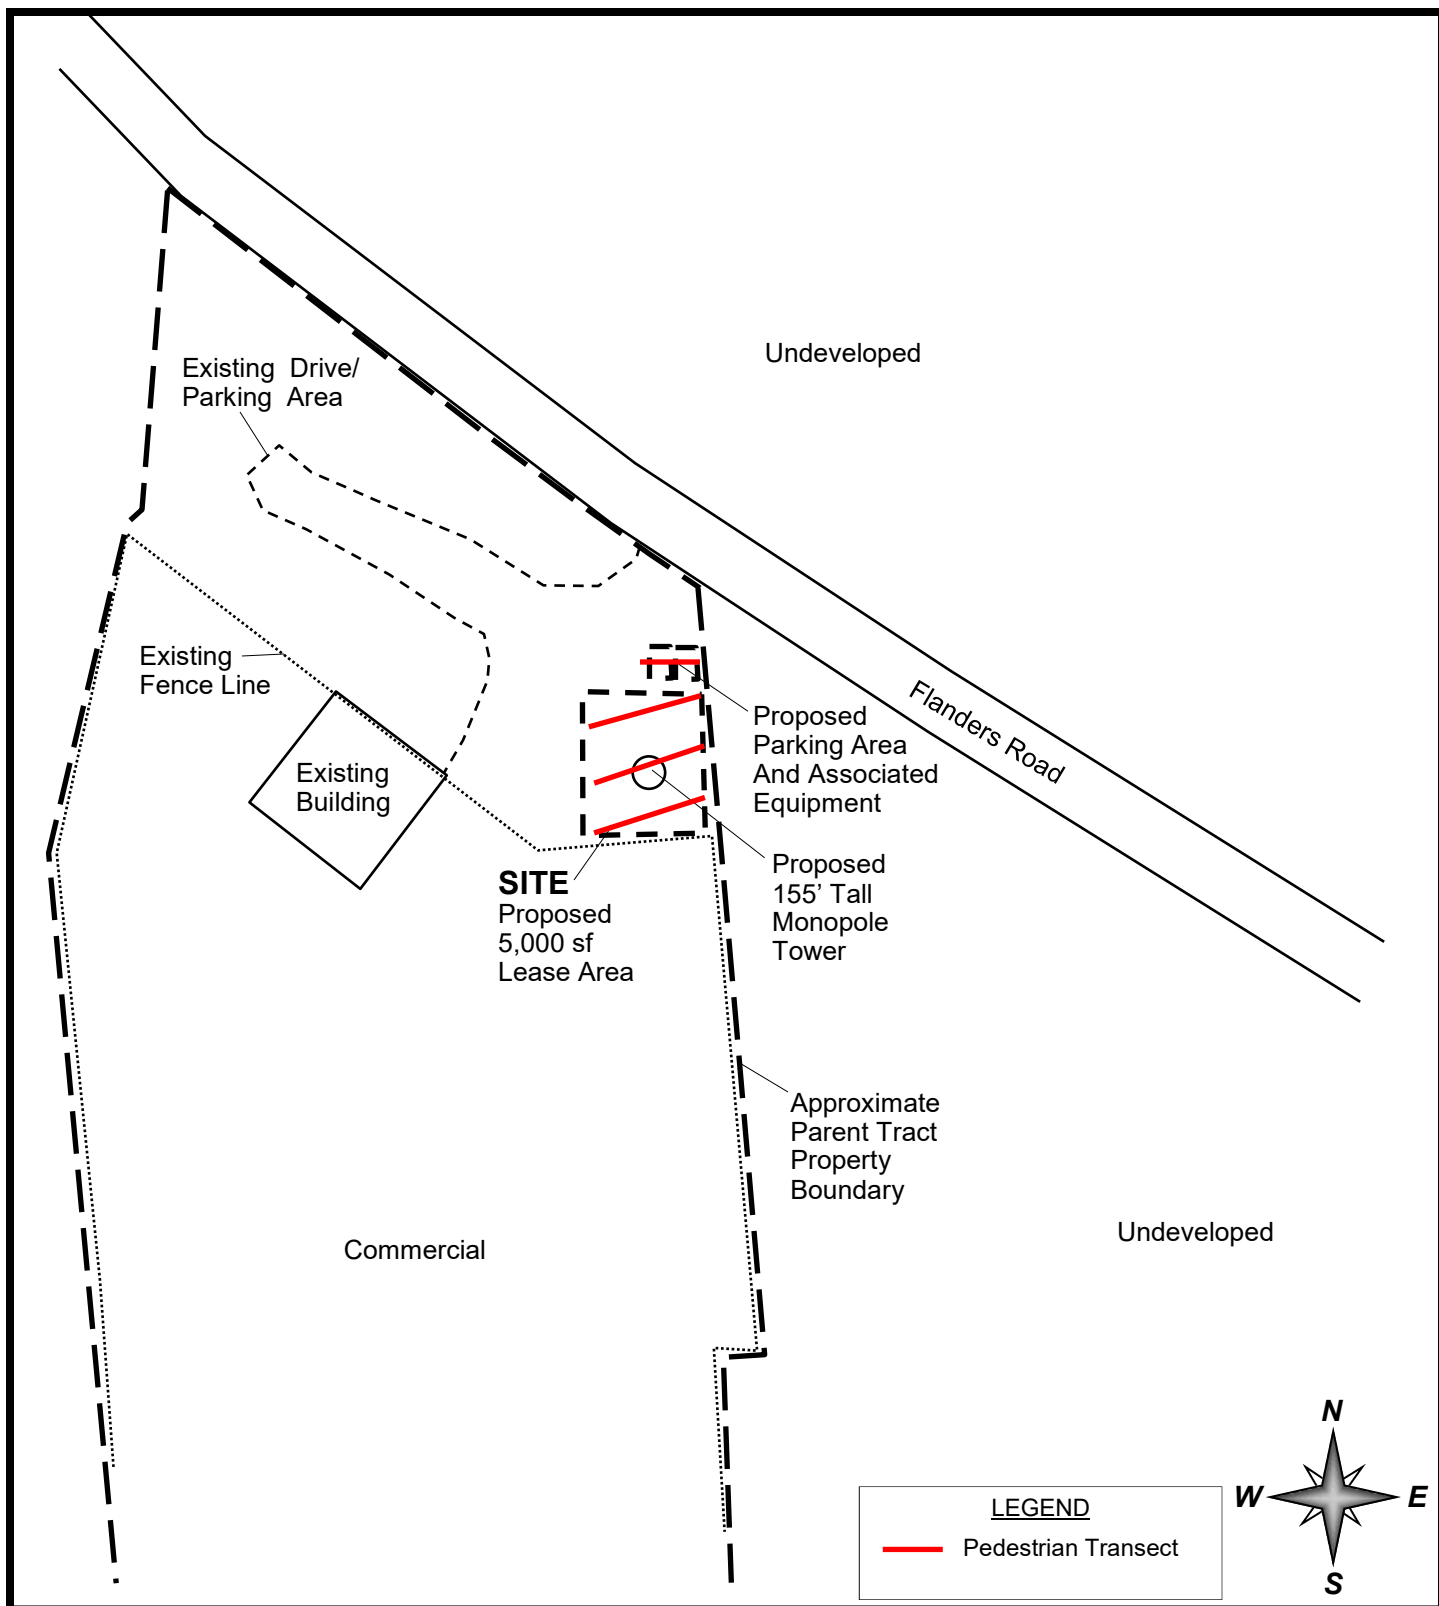 Undeveloped
Existing Drive/
Parking Area
Existing
Fence Line
Flanders Road
Proposed
Parking Area
And Associated
Equipment
Existing
Building
Proposed
155' Tall
Monopole
Tower
SITE
Proposed
5,000 sf
Lease Area
Approximate
Parent Tract
Property
Boundary
Undeveloped
Commercial
N
W
E
S
LEGEND
Pedestrian Transect